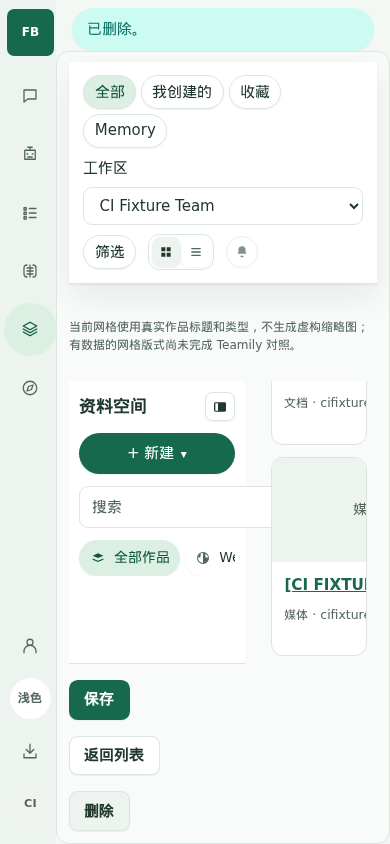 FB
已删除。
全部 我创建的 收藏
Memory
工作区
CI Fixture Team
筛选
当前网格使用真实作品标题和类型，不生成虚构缩略图；
有数据的网格版式尚未完成 Teamily 对照。
资料空间
+ 新建 ▾
搜索
全部作品 We
文档 · cifixture
媒
[CI FIXTU
媒体 · cifixture
保存
返回列表
删除
浅色
CI